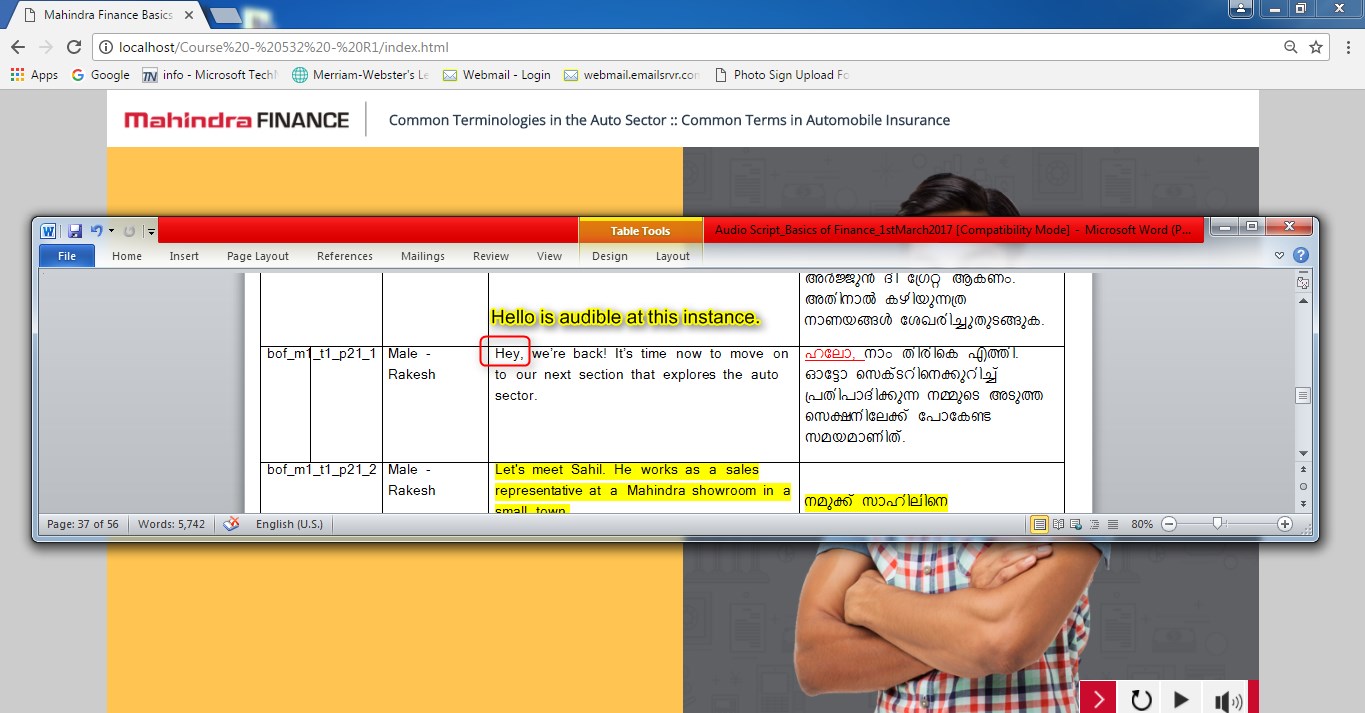 Mahindra Finance Basics
localhost/Course%20-%20532%20-%20R1/index.html
Apps Google info - Microsoft Tech Merriam-Webster's Le Webmail - Login webmail.emailsrvr.con Photo Sign Upload Fo
Mahindra FINANCE Common Terminologies in the Auto Sector :: Common Terms in Automobile Insurance
Table Tools Audio Script_Basics of Finance_1stMarch2017 [Compatibility Mode] - Microsoft Word (P...
File Home Insert Page Layout References Mailings Review View Design Layout
അർജ്ജുൻ ദി ഗ്രേറ്റ് ആകണം.
അതിനാൽ കഴിയുന്നത്ര
നാണയങ്ങൾ ശേഖരിച്ചുതുടങ്ങുക.
Hello is audible at this instance.
bof_m1_t1_p21_1
Male -
Rakesh
Hey, we're back! It's time now to move on
to our next section that explores the auto
sector.
ഹലോ, നാം തിരികെ എത്തി.
ഓട്ടോ സെക്ടറിനെക്കുറിച്ച്
പ്രതിപാദിക്കുന്ന നമ്മുടെ അടുത്ത
സെക്ഷനിലേക്ക് പോകേണ്ട
സമയമാണിത്.
bof_m1_t1_p21_2
Male -
Rakesh
Let's meet Sahil. He works as a sales
representative at a Mahindra showroom in a
small town.
നമുക്ക് സാഹിലിനെ
Page: 37 of 56 Words: 5,742 English (U.S.) 80%